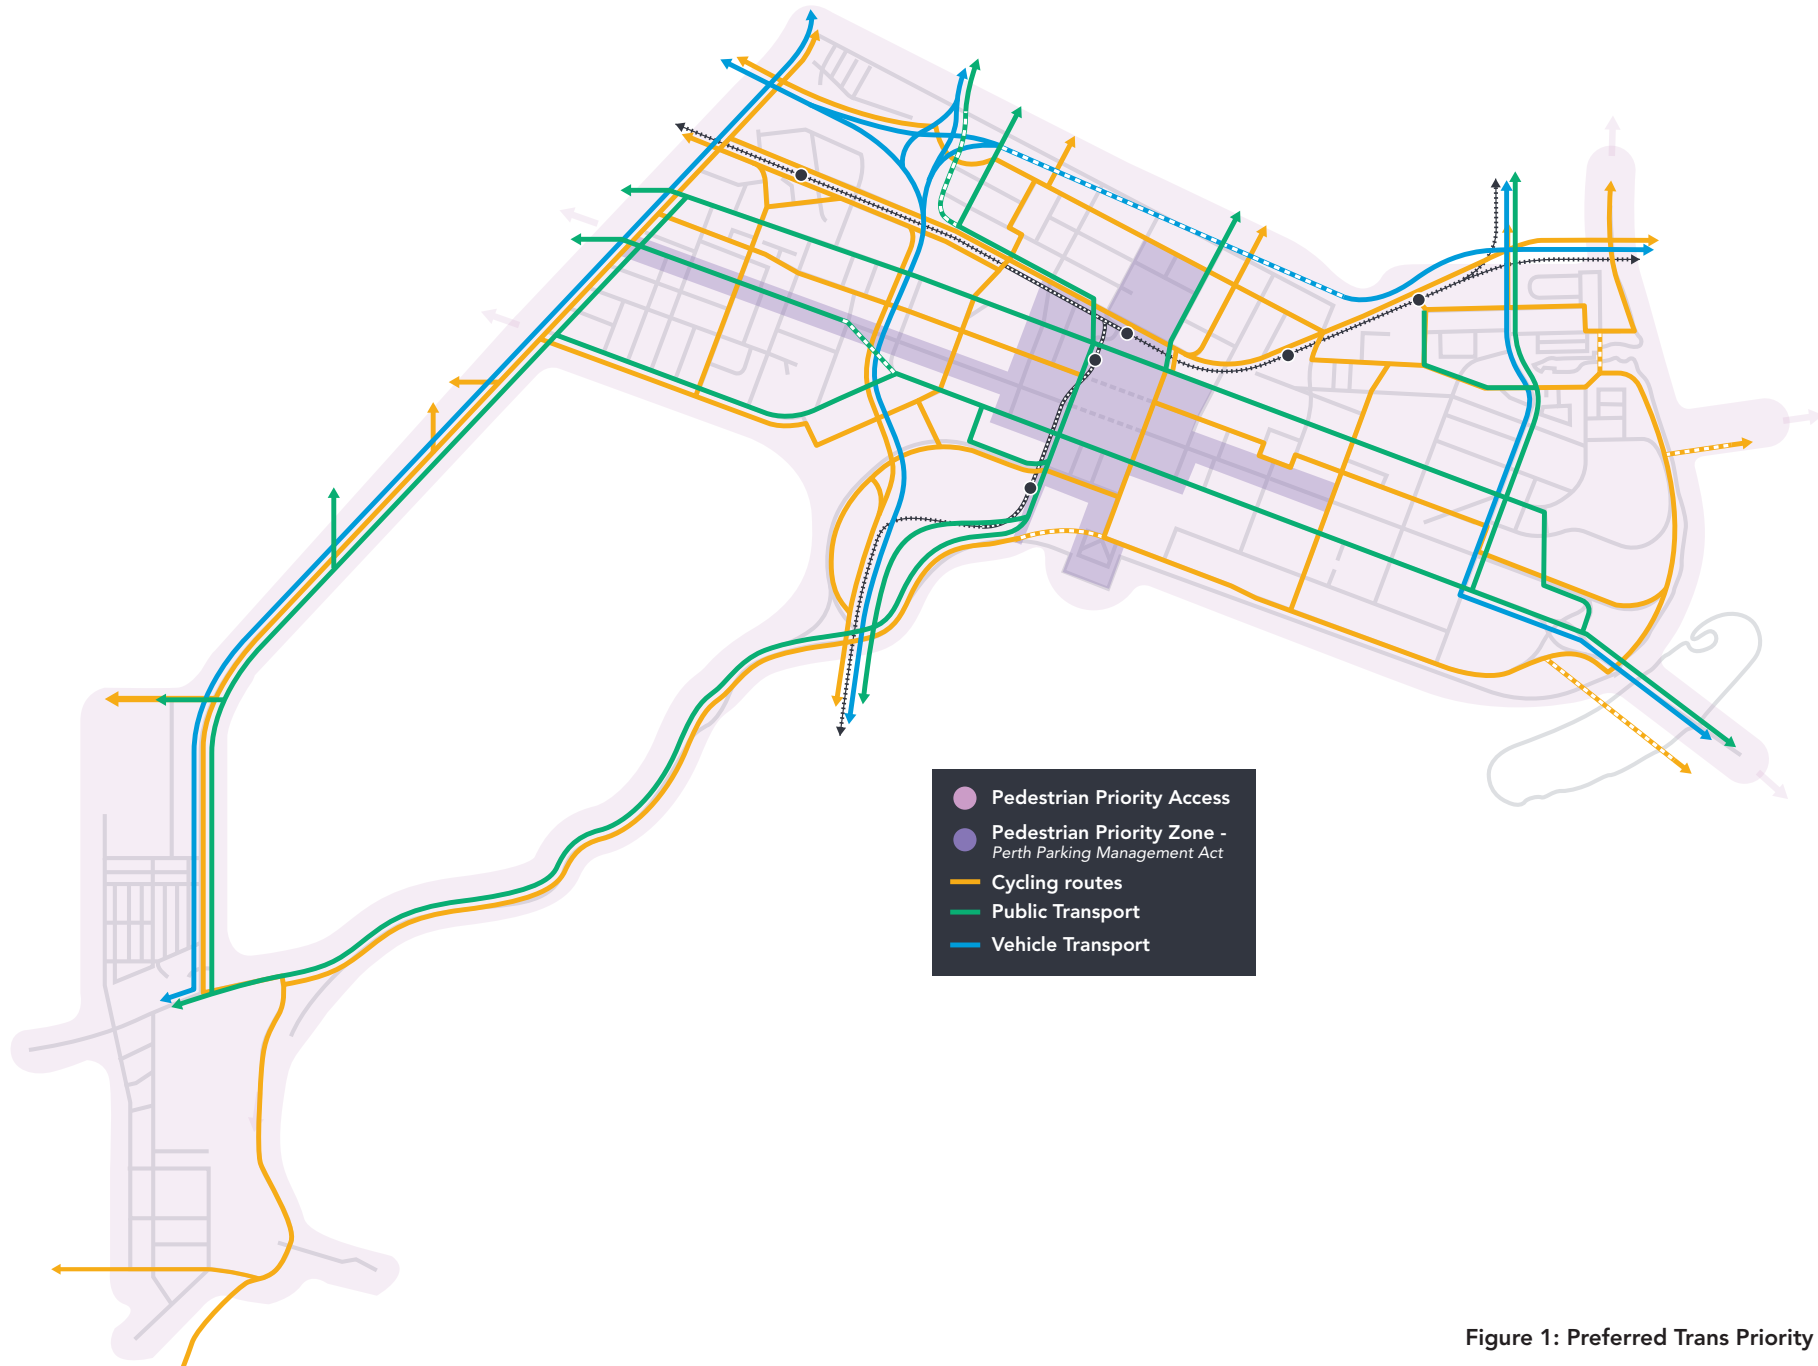 Pedestrian Priority Access
Pedestrian Priority Zone -
Perth Parking Management Act
Cycling routes
Public Transport
Vehicle Transport
Figure 1: Preferred Trans Priority